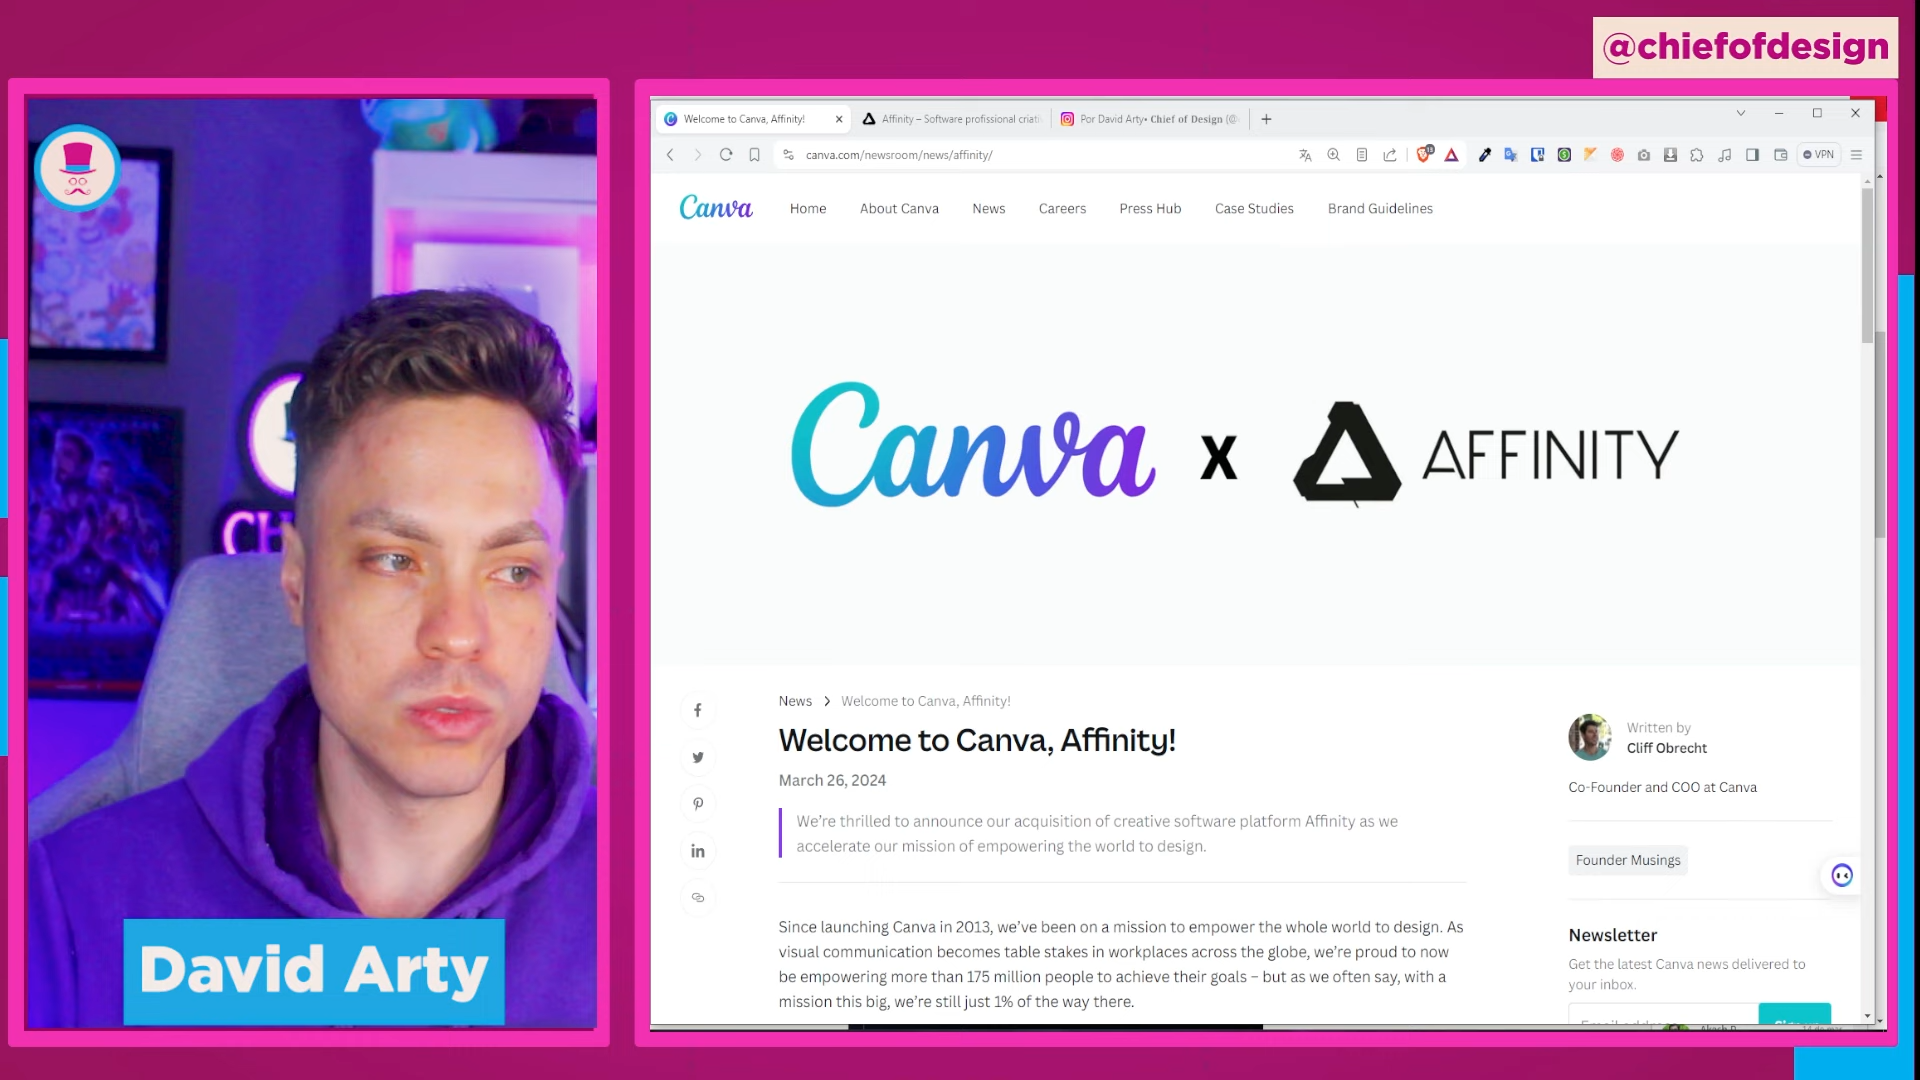 @chiefofdesign
Welcome to Canva, Affinity!
Affinity – Software profissional criati
Por David Arty• Chief of Design (@
canva.com/newsroom/news/affinity/
VPN
Canva
Home
About Canva
News
Careers
Press Hub
Case Studies
Brand Guidelines
Canva x AFFINITY
CH
News > Welcome to Canva, Affinity!
Welcome to Canva, Affinity!
March 26, 2024
We’re thrilled to announce our acquisition of creative software platform Affinity as we
accelerate our mission of empowering the world to design.
Since launching Canva in 2013, we’ve been on a mission to empower the whole world to design. As
visual communication becomes table stakes in workplaces across the globe, we’re proud to now
be empowering more than 175 million people to achieve their goals – but as we often say, with a
mission this big, we’re still just 1% of the way there.
Written by
Cliff Obrecht
Co-Founder and COO at Canva
Founder Musings
Newsletter
Get the latest Canva news delivered to
your inbox.
David Arty